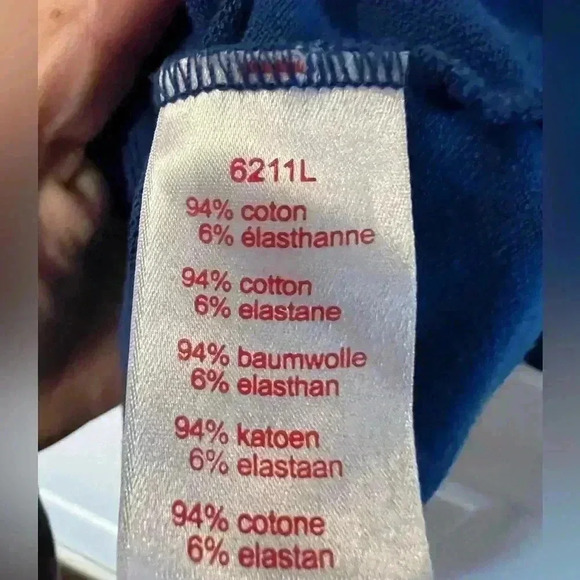 6211L
94% coton
6% élasthanne
94% cotton
6% elastane
94% baumwolle
6% elasthan
94% katoen
6% elastaan
94% cotone
6% elastan